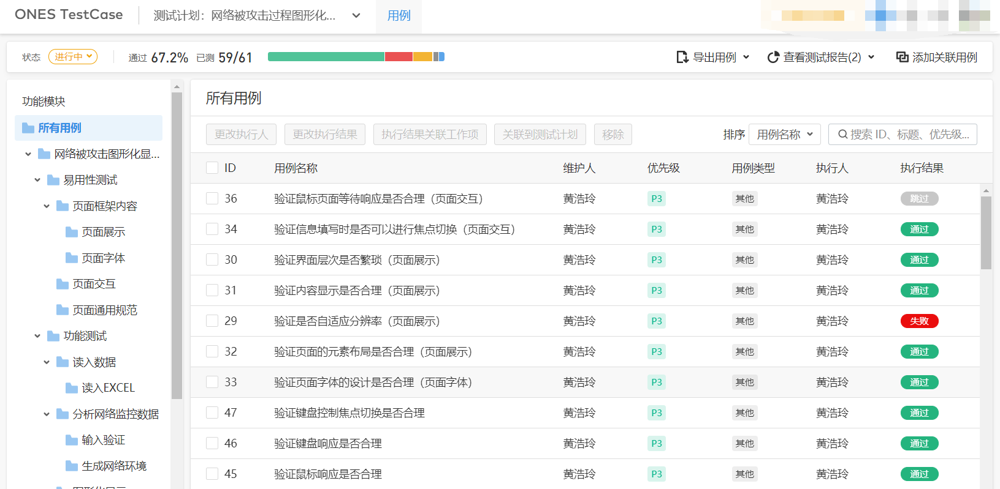 ONES TestCase 测试计划：网络被攻击过程图形化... 用例
状态 进行中 通过 67.2% 已测 59/61 导出用例 查看测试报告(2) 添加关联用例
功能模块
所有用例
网络被攻击图形化显...
易用性测试
页面框架内容
页面展示
页面字体
页面交互
页面通用规范
功能测试
读入数据
读入EXCEL
分析网络监控数据
输入验证
生成网络环境
图形化显示
所有用例
更改执行人 更改执行结果 执行结果关联工作项 关联到测试计划 移除 排序 用例名称 搜索 ID、标题、优先级...
ID 用例名称 维护人 优先级 用例类型 执行人 执行结果
36 验证鼠标页面等待响应是否合理（页面交互） 黄浩玲 P3 其他 黄浩玲 跳过
34 验证信息填写时是否可以进行焦点切换（页面交互） 黄浩玲 P3 其他 黄浩玲 通过
30 验证界面层次是否繁琐（页面展示） 黄浩玲 P3 其他 黄浩玲 通过
31 验证内容显示是否合理（页面展示） 黄浩玲 P3 其他 黄浩玲 通过
29 验证是否自适应分辨率（页面展示） 黄浩玲 P3 其他 黄浩玲 失败
32 验证页面的元素布局是否合理（页面展示） 黄浩玲 P3 其他 黄浩玲 通过
33 验证页面字体的设计是否合理（页面字体） 黄浩玲 P3 其他 黄浩玲 通过
47 验证键盘控制焦点切换是否合理 黄浩玲 P3 其他 黄浩玲 通过
46 验证键盘响应是否合理 黄浩玲 P3 其他 黄浩玲 通过
45 验证鼠标响应是否合理 黄浩玲 P3 其他 黄浩玲 通过